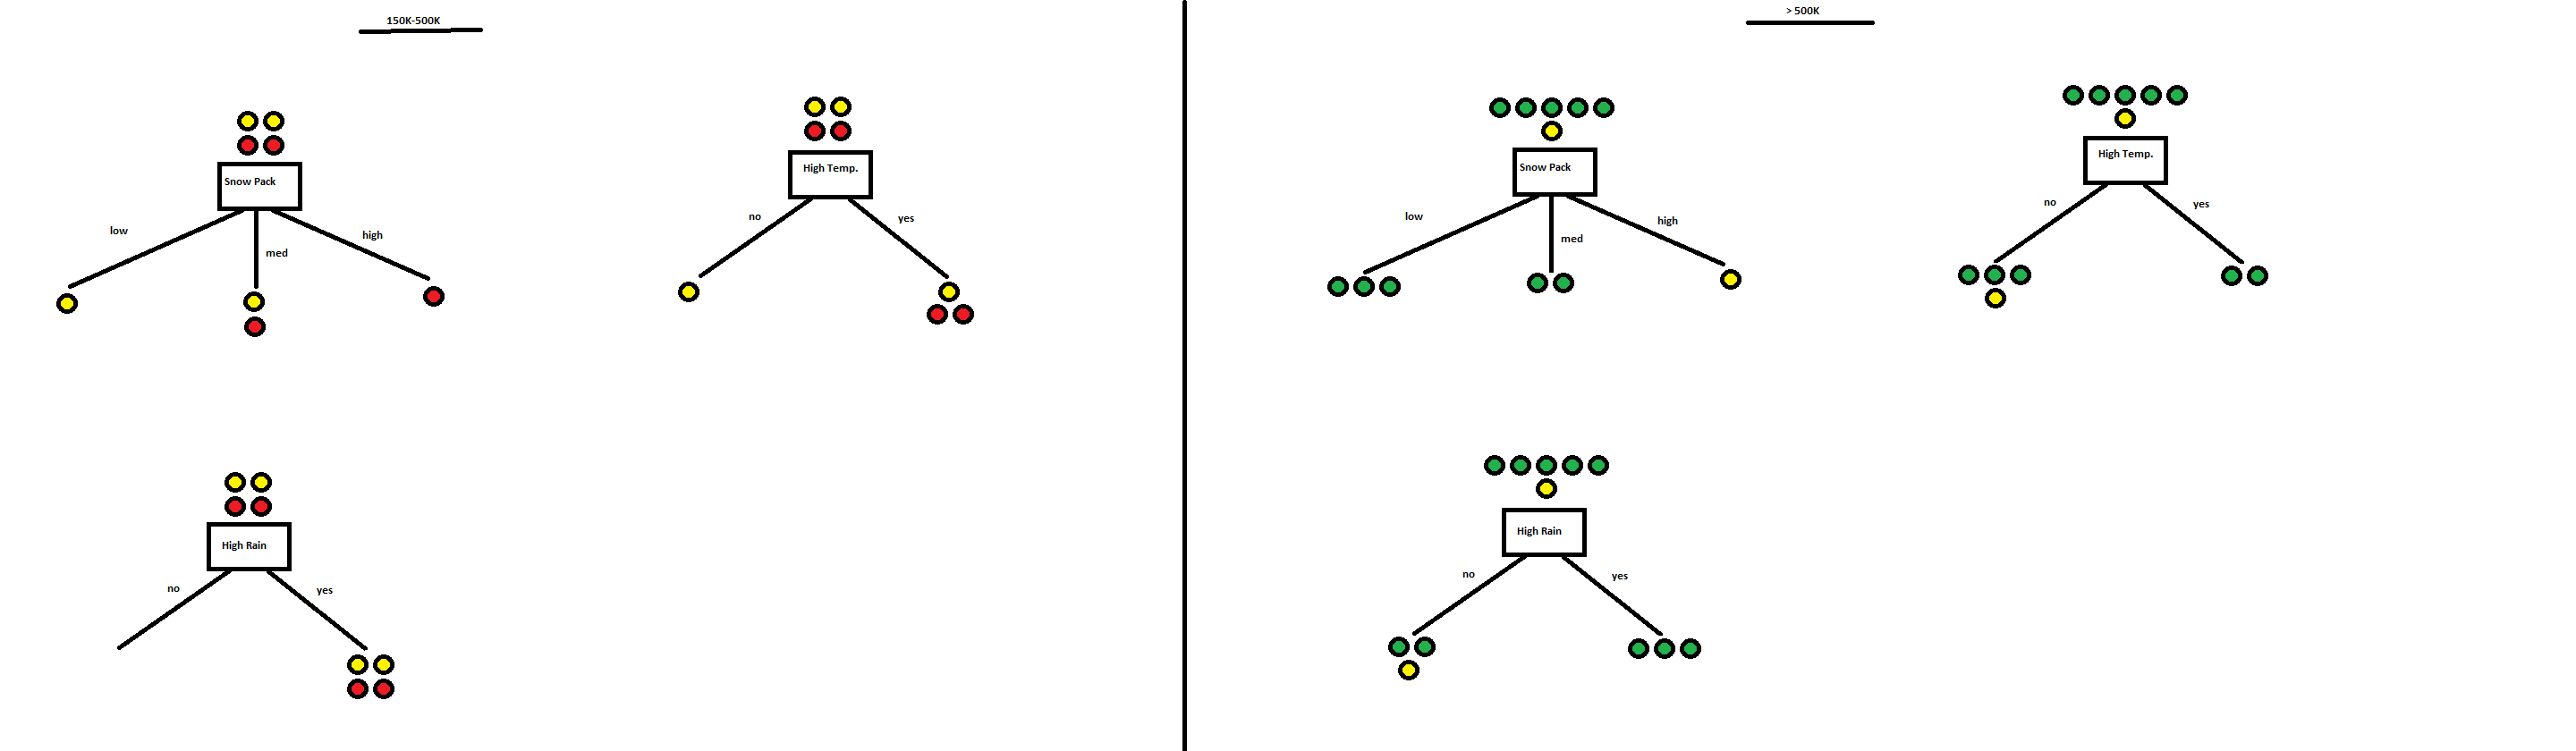 150K-500K
Snow Pack
low
med
high
High Temp.
no
yes
High Rain
no
yes
> 500K
Snow Pack
low
med
high
High Temp.
no
yes
High Rain
no
yes